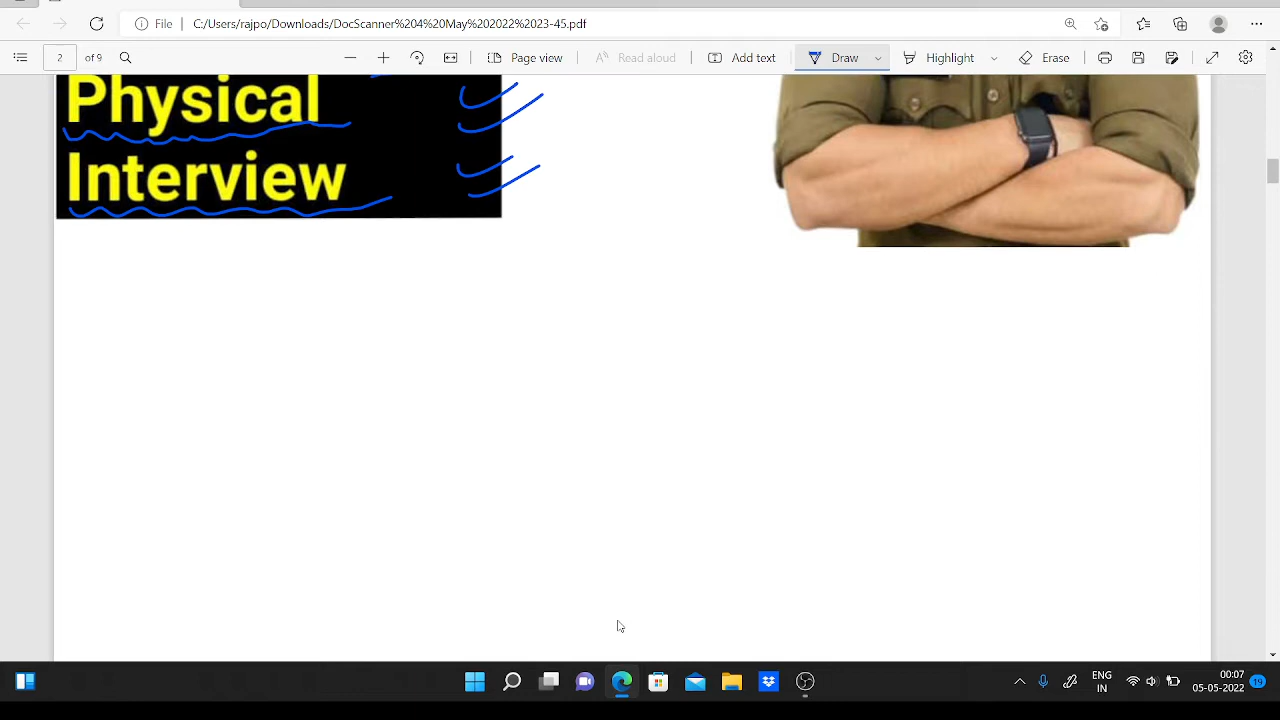 File C:/Users/rajpo/Downloads/DocScanner%204%20May%202022%2023-45.pdf
2 of 9 Page view Read aloud Add text Draw Highlight Erase
Physical
Interview
ENG 00:07
IN 05-05-2022 19